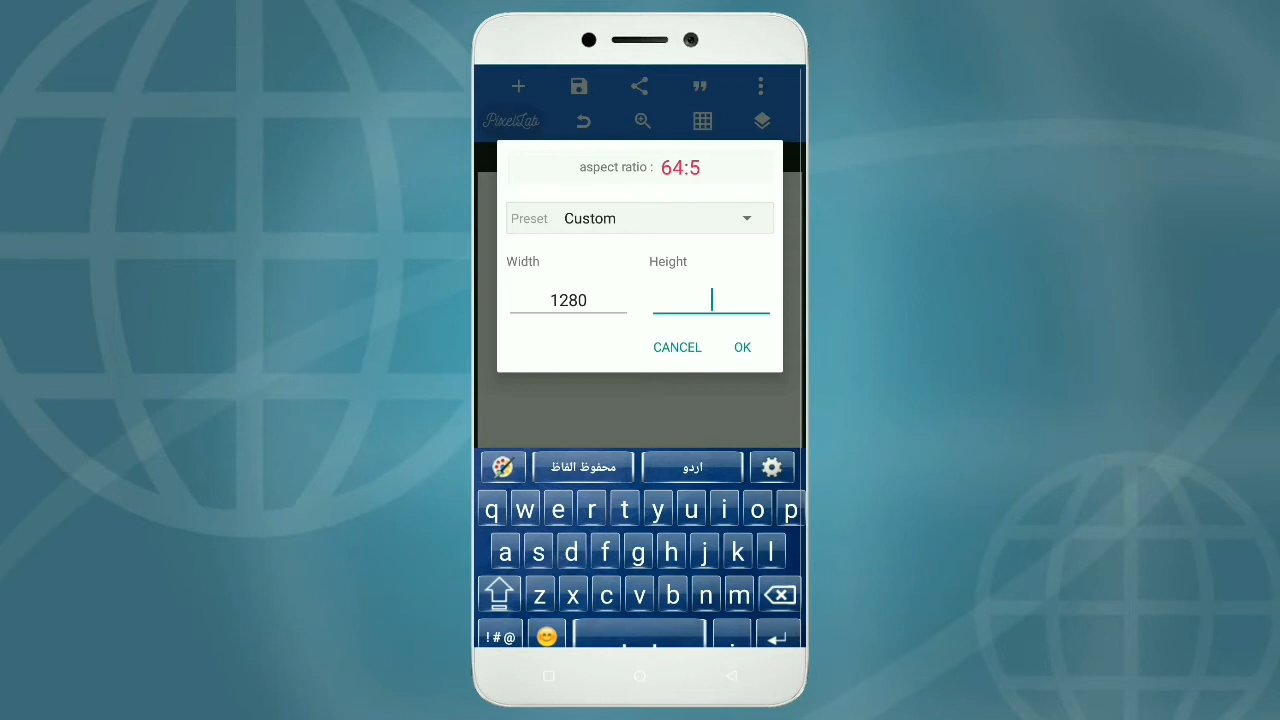 PixelLab
aspect ratio : 64:5
Preset Custom
Width Height
1280
CANCEL OK
محفوظ الفاظ اردو
q w e r t y u i o p
a s d f g h j k l
z x c v b n m
!#@